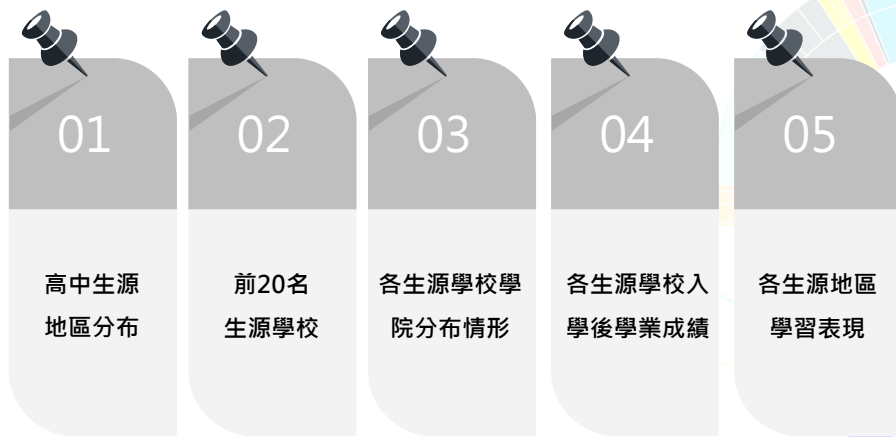 01
高中生源
地區分布
02
前20名
生源學校
03
各生源學校學
院分布情形
04
各生源學校入
學後學業成績
05
各生源地區
學習表現